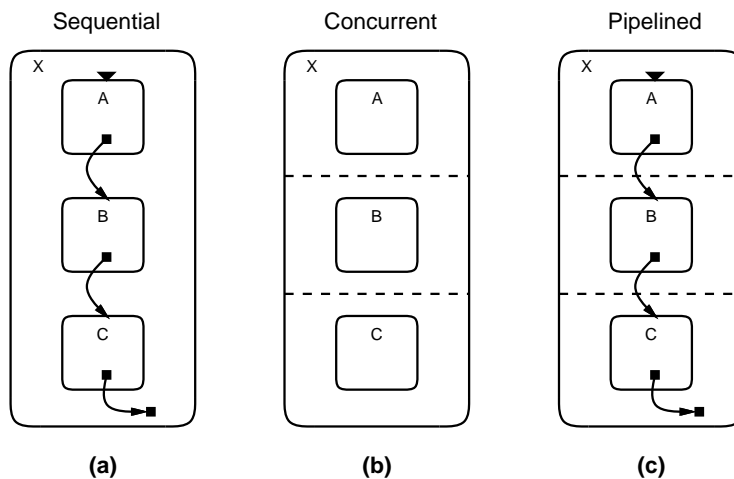 Sequential Concurrent Pipelined
X X X
A A A
B B B
C C C
(a) (b) (c)